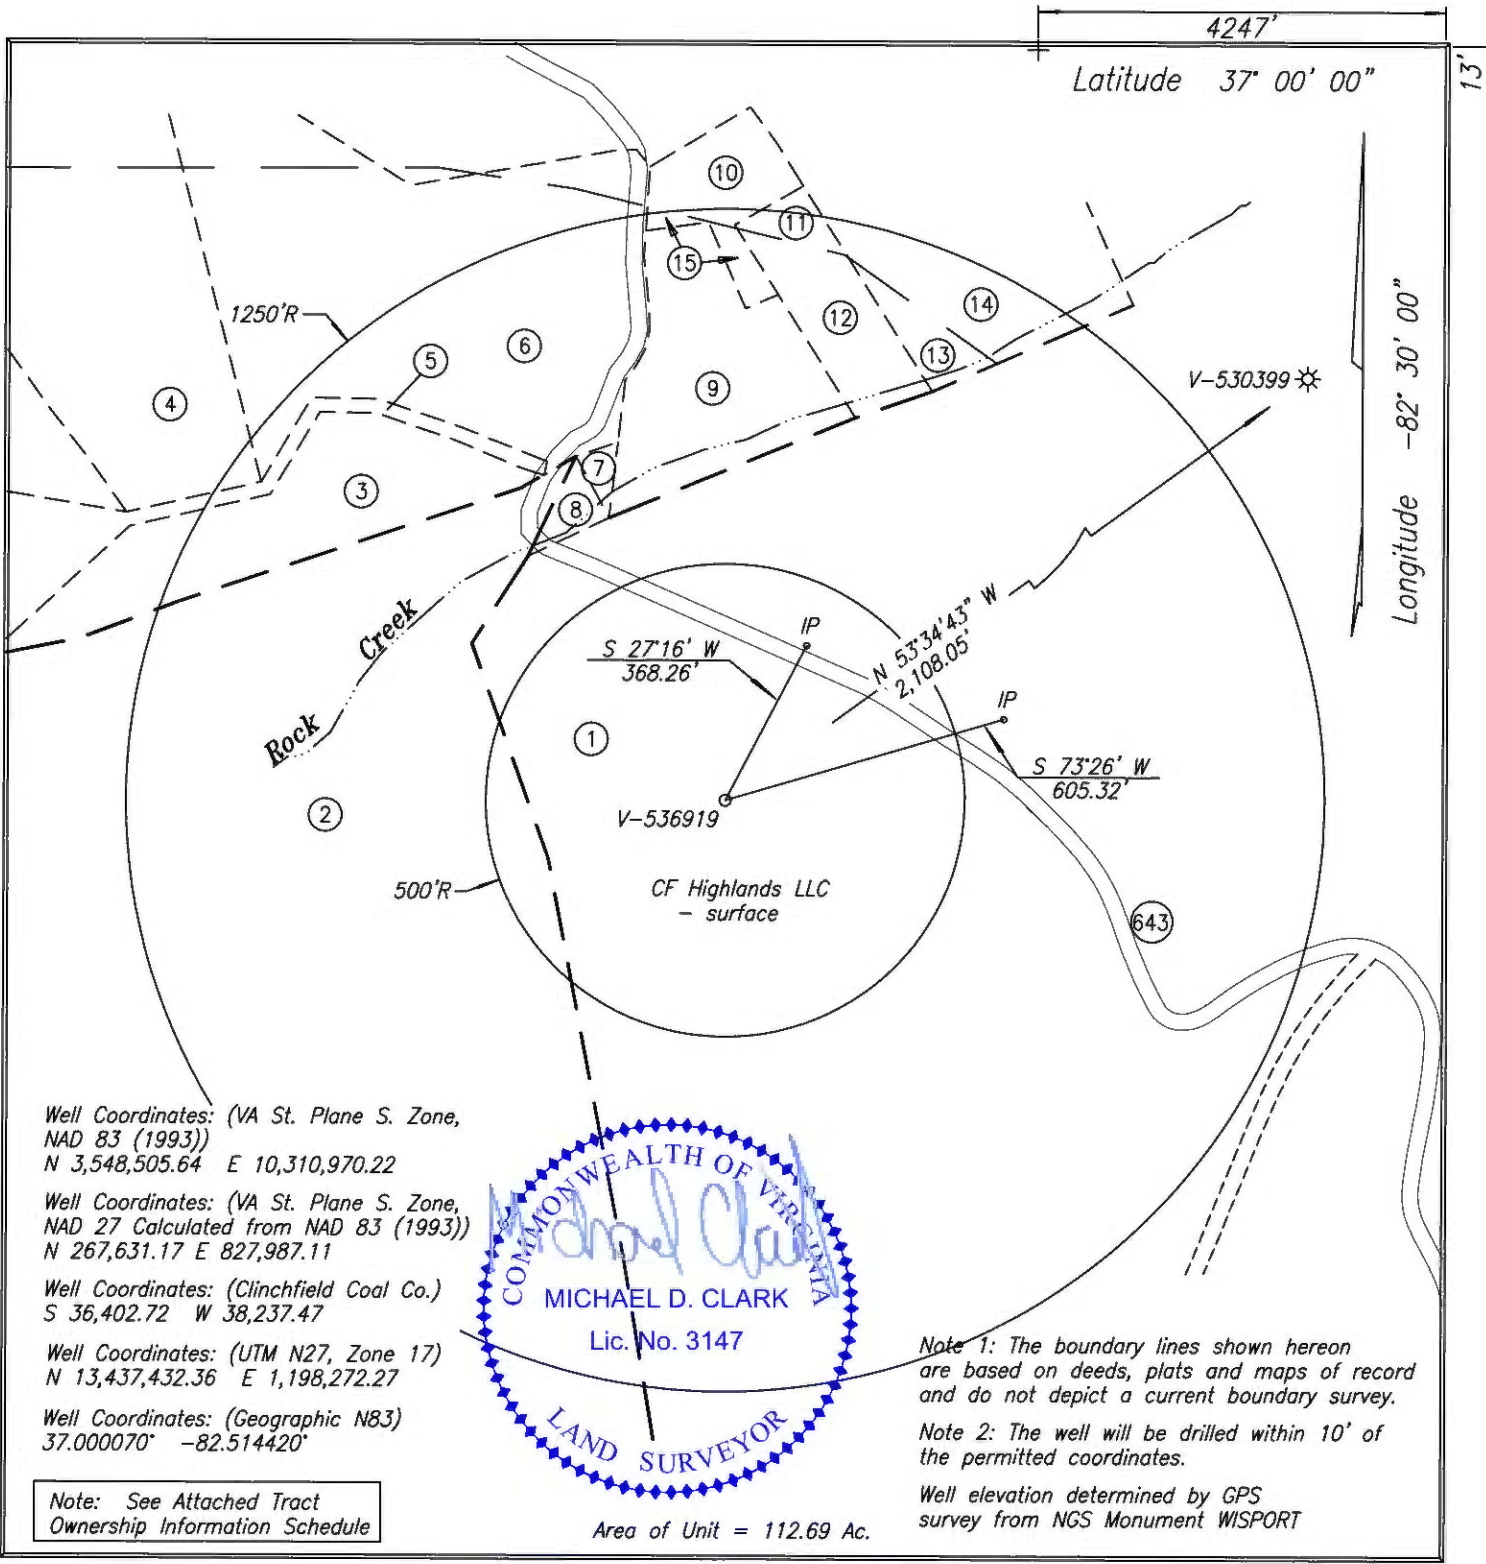 4247'
13'
Latitude 37° 00' 00"
Longitude -82° 30' 00"
10
11
15
1250'R
14
12
6
5
13
9
V-530399
4
7
3
8
Creek
Rock
N 53°34'43" W
2,108.05'
IP
S 27°16' W
368.26'
IP
1
S 73°26' W
605.32'
2
V-536919
500'R
CF Highlands LLC
- surface
643
Well Coordinates: (VA St. Plane S. Zone,
NAD 83 (1993))
N 3,548,505.64 E 10,310,970.22
Well Coordinates: (VA St. Plane S. Zone,
NAD 27 Calculated from NAD 83 (1993))
N 267,631.17 E 827,987.11
Well Coordinates: (Clinchfield Coal Co.)
S 36,402.72 W 38,237.47
Well Coordinates: (UTM N27, Zone 17)
N 13,437,432.36 E 1,198,272.27
Well Coordinates: (Geographic N83)
37.000070° -82.514420°
Note: See Attached Tract
Ownership Information Schedule
COMMONWEALTH OF VIRGINIA
Michael D Clark
MICHAEL D. CLARK
Lic. No. 3147
LAND SURVEYOR
Area of Unit = 112.69 Ac.
Note 1: The boundary lines shown hereon
are based on deeds, plats and maps of record
and do not depict a current boundary survey.
Note 2: The well will be drilled within 10' of
the permitted coordinates.
Well elevation determined by GPS
survey from NGS Monument WISPORT